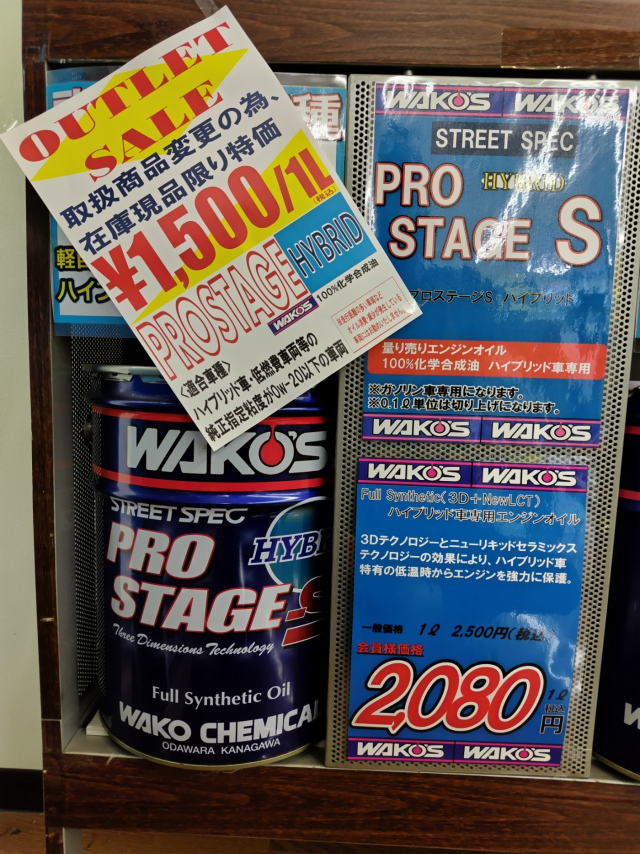 OUTLET
SALE
取扱商品変更の為、
在庫現品限り特価
¥1,500/1L
(税込)
PROSTAGE HYBRID
WAKO'S 100%化学合成油
〈適合車種〉
ハイブリッド車・低燃費車両等の
純正指定粘度が0w-20以下の車両
種
軽自
ハイブ
WAKO'S
STREET SPEC
PRO
STAGE
HYBRID
S
Three Dimensions Technology
Full Synthetic Oil
WAKO CHEMICAL
ODAWARA KANAGAWA
WAKO'S WAKO'S
STREET SPEC
PRO HYBRID
STAGE S
プロステージS ハイブリッド
量り売りエンジンオイル
100%化学合成油 ハイブリッド車専用
※ガソリン車専用になります。
※0.1ℓ単位は切り上げになります。
WAKO'S WAKO'S
WAKO'S WAKO'S
Full Synthetic(3D+NewLCT)
ハイブリッド車専用エンジンオイル
3Dテクノロジーとニューリキッドセラミックス
テクノロジーの効果により、ハイブリッド車
特有の低温時からエンジンを強力に保護。
一般価格 1ℓ 2,500円(税込)
会員様価格
2,080円 1ℓ
税込
WAKO'S WAKO'S